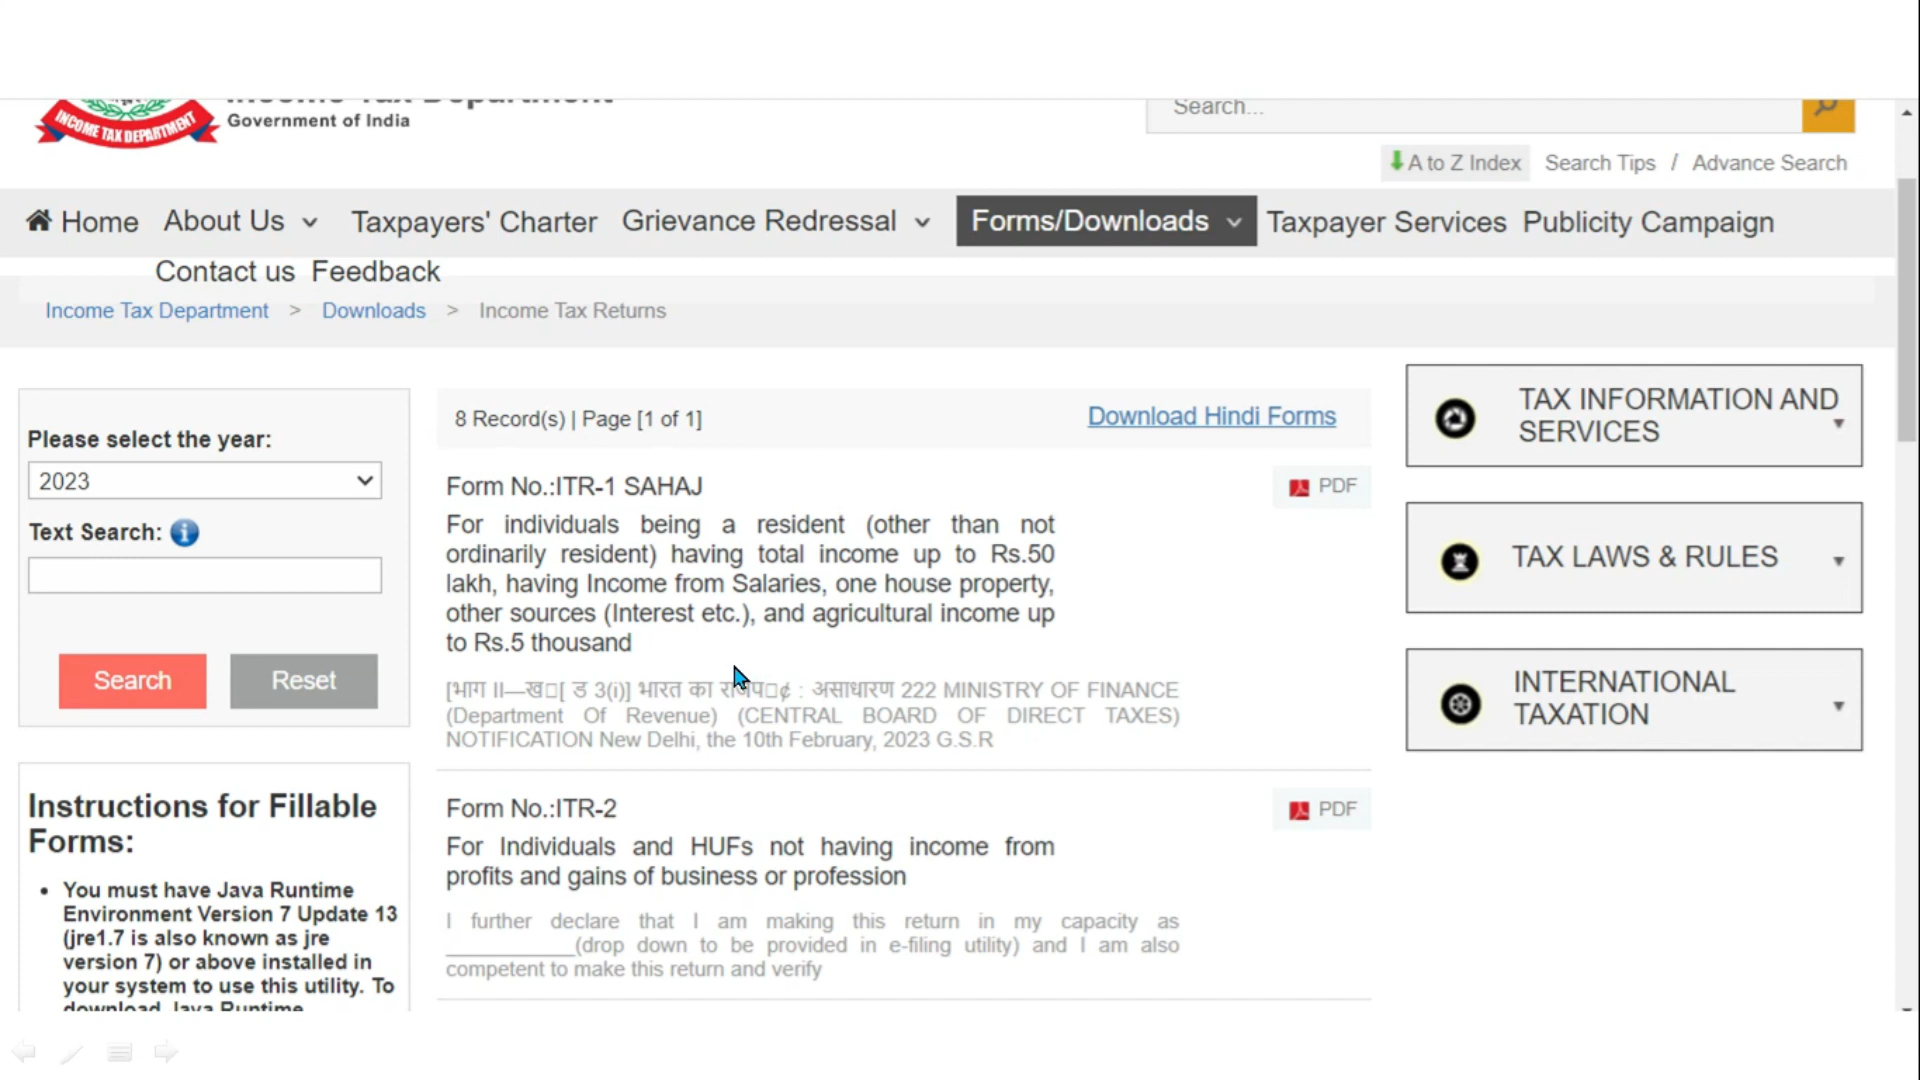 Income Tax Department
INCOME TAX DEPARTMENT
Government of India
Search...
A to Z Index Search Tips / Advance Search
Home About Us Taxpayers' Charter Grievance Redressal Forms/Downloads Taxpayer Services Publicity Campaign
Contact us Feedback
Income Tax Department > Downloads > Income Tax Returns
Please select the year:
2023
Text Search:
Search Reset
Instructions for Fillable
Forms:
• You must have Java Runtime
Environment Version 7 Update 13
(jre1.7 is also known as jre
version 7) or above installed in
your system to use this utility. To
download Java Runtime
8 Record(s) | Page [1 of 1] Download Hindi Forms
Form No.:ITR-1 SAHAJ PDF
For individuals being a resident (other than not
ordinarily resident) having total income up to Rs.50
lakh, having Income from Salaries, one house property,
other sources (Interest etc.), and agricultural income up
to Rs.5 thousand
[भाग II—ख□[ ड 3(i)] भारत का □¢ : असाधारण 222 MINISTRY OF FINANCE
(Department Of Revenue) (CENTRAL BOARD OF DIRECT TAXES)
NOTIFICATION New Delhi, the 10th February, 2023 G.S.R
Form No.:ITR-2 PDF
For Individuals and HUFs not having income from
profits and gains of business or profession
I further declare that I am making this return in my capacity as
___________(drop down to be provided in e-filing utility) and I am also
competent to make this return and verify
TAX INFORMATION AND
SERVICES
TAX LAWS & RULES
INTERNATIONAL
TAXATION